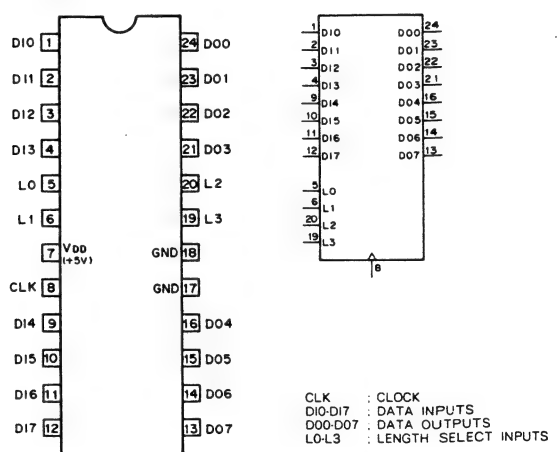 DI0 1 24 DO0
DI1 2 23 DO1
DI2 3 22 DO2
DI3 4 21 DO3
L0 5 20 L2
L1 6 19 L3
7 VDD (+5V) GND 18
CLK 8 GND 17
DI4 9 16 DO4
DI5 10 15 DO5
DI6 11 14 DO6
DI7 12 13 DO7
1 DI0 DO0 24
2 DI1 DO1 23
3 DI2 DO2 22
4 DI3 DO3 21
9 DI4 DO4 16
10 DI5 DO5 15
11 DI6 DO6 14
12 DI7 DO7 13
5 L0
6 L1
20 L2
19 L3
8
CLK : CLOCK
DI0-DI7 : DATA INPUTS
DO0-DO7 : DATA OUTPUTS
L0-L3 : LENGTH SELECT INPUTS